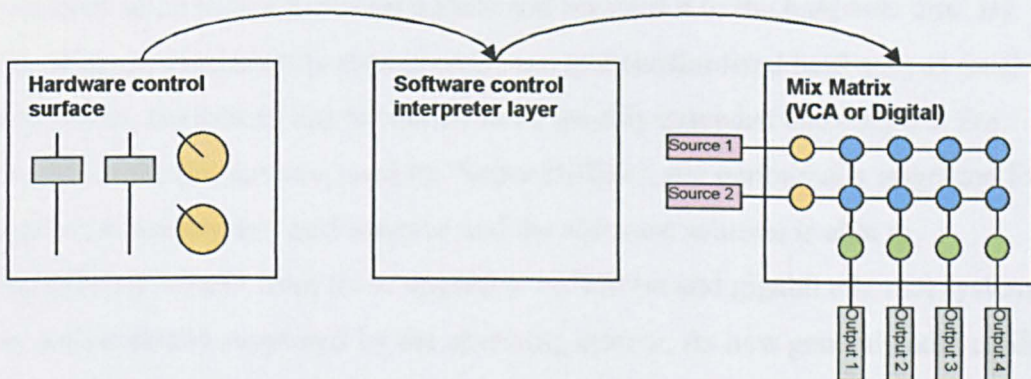 Hardware control
surface
Software control
interpreter layer
Mix Matrix
(VCA or Digital)
Source 1
Source 2
Output 1
Output 2
Output 3
Output 4